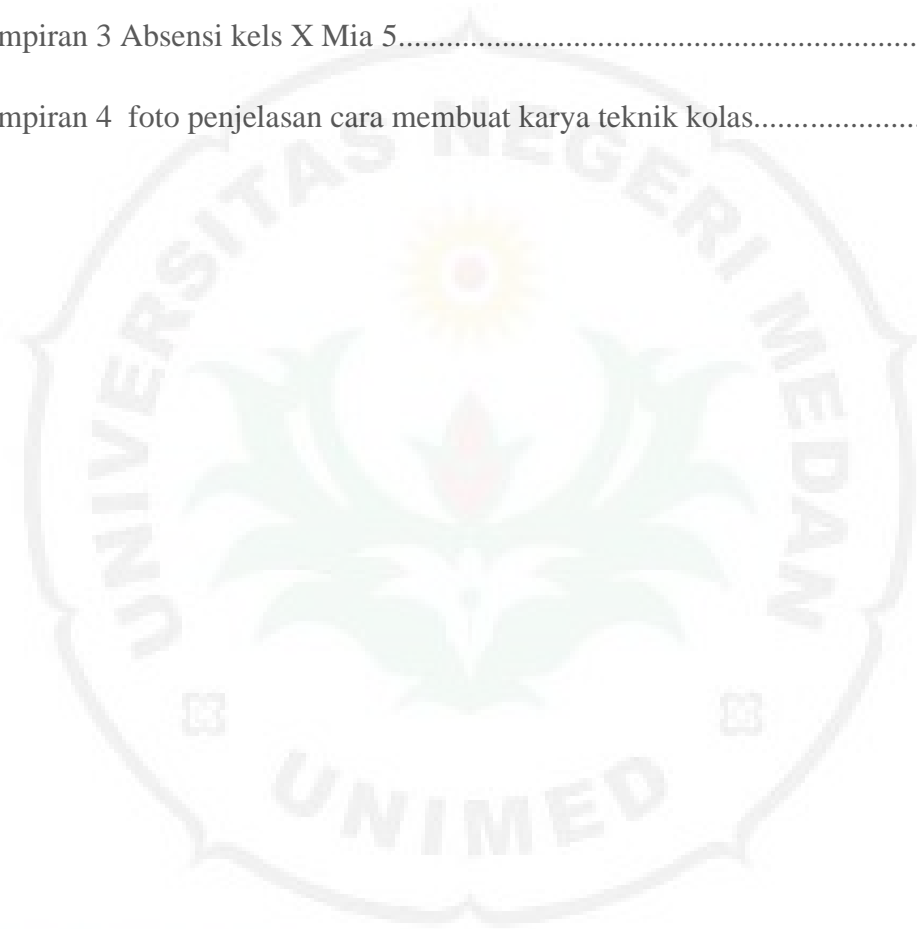 mpiran 3 Absensi kels X Mia 5..................................................................
mpiran 4  foto penjelasan cara membuat karya teknik kolas.....................
UNIVERSITAS NEGERI MEDAN
UNIMED